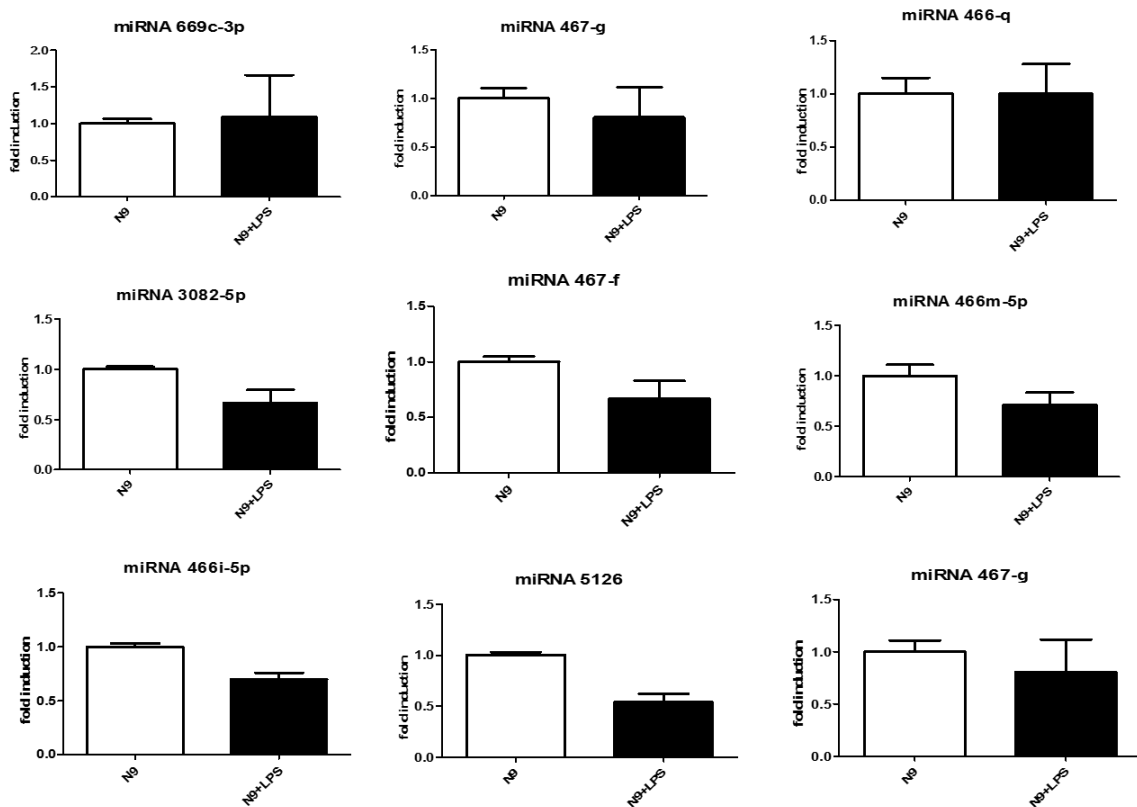 miRNA 669c-3p
fold induction
2.0
1.5
1.0
0.5
0.0
N9
N9+LPS
miRNA 467-g
fold induction
1.5
1.0
0.5
0.0
N9
N9+LPS
miRNA 466-q
fold induction
1.5
1.0
0.5
0.0
N9
N9+LPS
miRNA 3082-5p
fold induction
1.5
1.0
0.5
0.0
N9
N9+LPS
miRNA 467-f
fold induction
1.5
1.0
0.5
0.0
N9
N9+LPS
miRNA 466m-5p
fold induction
1.5
1.0
0.5
0.0
N9
N9+LPS
miRNA 466i-5p
fold induction
1.5
1.0
0.5
0.0
N9
N9+LPS
miRNA 5126
fold induction
1.5
1.0
0.5
0.0
N9
N9+LPS
miRNA 467-g
fold induction
1.5
1.0
0.5
0.0
N9
N9+LPS